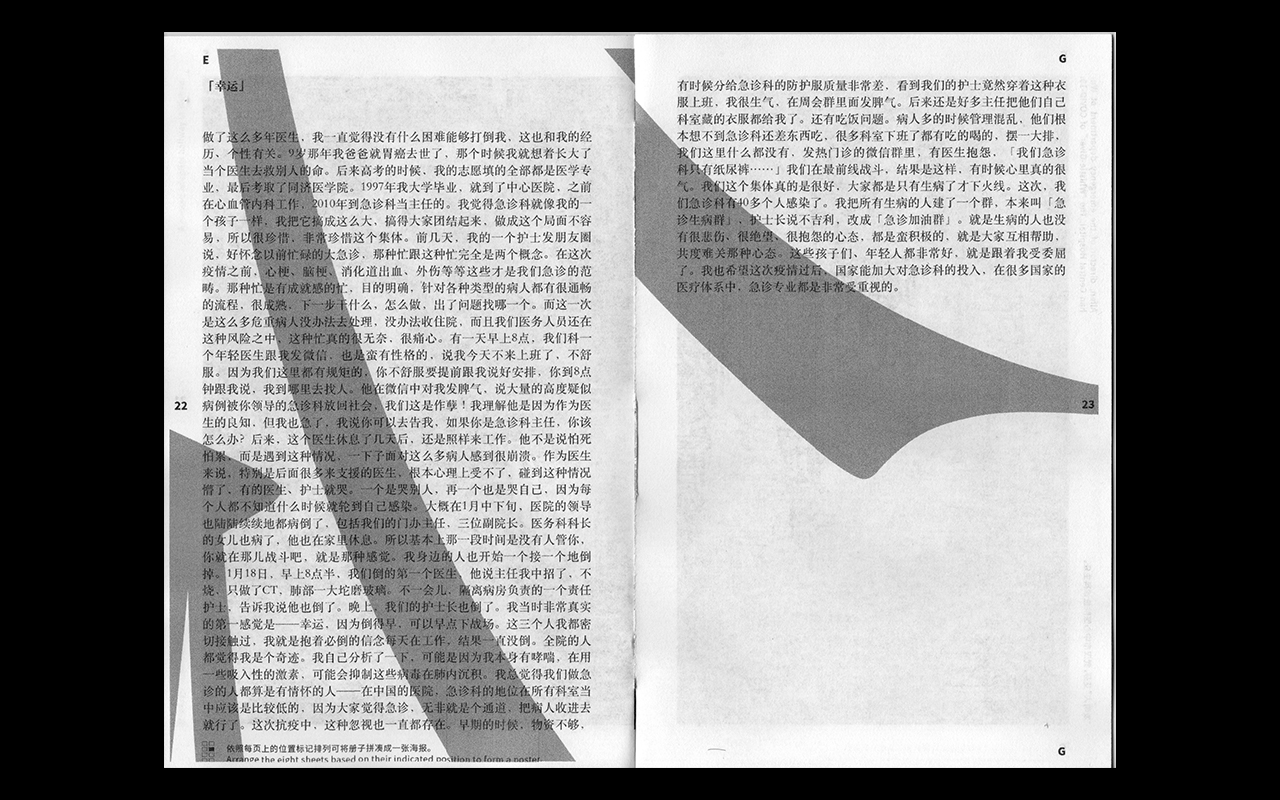 E
「幸运」
做了这么多年医生，我一直觉得没有什么困难能够打倒我，这也和我的经
历、个性有关。9岁那年我爸爸就胃癌去世了，那个时候我就想着长大了
当个医生去救别人的命。后来高考的时候，我的志愿填的全部都是医学专
业，最后考取了同济医学院。1997年我大学毕业，就到了中心医院，之前
在心血管内科工作，2010年到急诊科当主任的。我觉得急诊科就像我的一
个孩子一样，我把它搞成这么大，搞得大家团结起来，做成这个局面不容
易，所以很珍惜，非常珍惜这个集体。前几天，我的一个护士发朋友圈
说，好怀念以前忙碌的大急诊，那种忙跟这种忙完全是两个概念。在这次
疫情之前，心梗、脑梗、消化道出血、外伤等等这些才是我们急诊的范
畴。那种忙是有成就感的忙，目的明确，针对各种类型的病人都有很通畅
的流程，很成熟，下一步干什么，怎么做，出了问题找哪一个。而这一次
是这么多危重病人没办法去处理，没办法收住院，而且我们医务人员还在
这种风险之中，这种忙真的很无奈，很痛心。有一天早上8点，我们科一
个年轻医生跟我发微信，也是蛮有性格的，说我今天不来上班了，不舒
服。因为我们这里都有规矩的，你不舒服要提前跟我说好安排，你到8点
钟跟我说，我到哪里去找人。他在微信中对我发脾气，说大量的高度疑似
病例被你领导的急诊科放回社会，我们这是作孽！我理解他是因为作为医
生的良知，但我也急了，我说你可以去告我，如果你是急诊科主任，你该
怎么办？后来，这个医生休息了几天后，还是照样来工作。他不是说怕死
怕累，而是遇到这种情况，一下子面对这么多病人感到很崩溃。作为医生
来说，特别是后面很多来支援的医生，根本心理上受不了，碰到这种情况
懵了，有的医生、护士就哭。一个是哭别人，再一个也是哭自己，因为每
个人都不知道什么时候就轮到自己感染。大概在1月中下旬，医院的领导
也陆陆续续地都病倒了，包括我们的门办主任，三位副院长。医务科科长
的女儿也病了，他也在家里休息。所以基本上那一段时间是没有人管你，
你就在那儿战斗吧，就是那种感觉。我身边的人也开始一个接一个地倒
掉。1月18日，早上8点半，我们倒的第一个医生，他说主任我中招了，不
烧，只做了CT，肺部一大坨磨玻璃。不一会儿，隔离病房负责的一个责任
护士，告诉我说他也倒了。晚上，我们的护士长也倒了。我当时非常真实
的第一感觉是——幸运，因为倒得早，可以早点下战场。这三个人我都密
切接触过，我就是抱着必倒的信念每天在工作，结果一直没倒。全院的人
都觉得我是个奇迹。我自己分析了一下，可能是因为我本身有哮喘，在用
一些吸入性的激素，可能会抑制这些病毒在肺内沉积。我总觉得我们做急
诊的人都算是有情怀的人——在中国的医院，急诊科的地位在所有科室当
中应该是比较低的，因为大家觉得急诊，无非就是个通道，把病人收进去
就行了。这次抗疫中，这种忽视也一直都存在。早期的时候，物资不够，
22
依照每页上的位置标记排列可将册子拼凑成一张海报。
Arrange the eight sheets based on their indicated position to form a poster.
G
有时候分给急诊科的防护服质量非常差，看到我们的护士竟然穿着这种衣
服上班，我很生气，在周会群里面发脾气。后来还是好多主任把他们自己
科室藏的衣服都给我了。还有吃饭问题。病人多的时候管理混乱，他们根
本想不到急诊科还差东西吃，很多科室下班了都有吃的喝的，摆一大排，
我们这里什么都没有，发热门诊的微信群里，有医生抱怨，「我们急诊
科只有纸尿裤……」我们在最前线战斗，结果是这样，有时候心里真的很
气。我们这个集体真的是很好，大家都是只有生病了才下火线。这次，我
们急诊科有40多个人感染了。我把所有生病的人建了一个群，本来叫「急
诊生病群」，护士长说不吉利，改成「急诊加油群」。就是生病的人也没
有很悲伤、很绝望、很抱怨的心态，都是蛮积极的，就是大家互相帮助，
共度难关那种心态。这些孩子们、年轻人都非常好，就是跟着我受委屈
了。我也希望这次疫情过后，国家能加大对急诊科的投入，在很多国家的
医疗体系中，急诊专业都是非常受重视的。
23
G